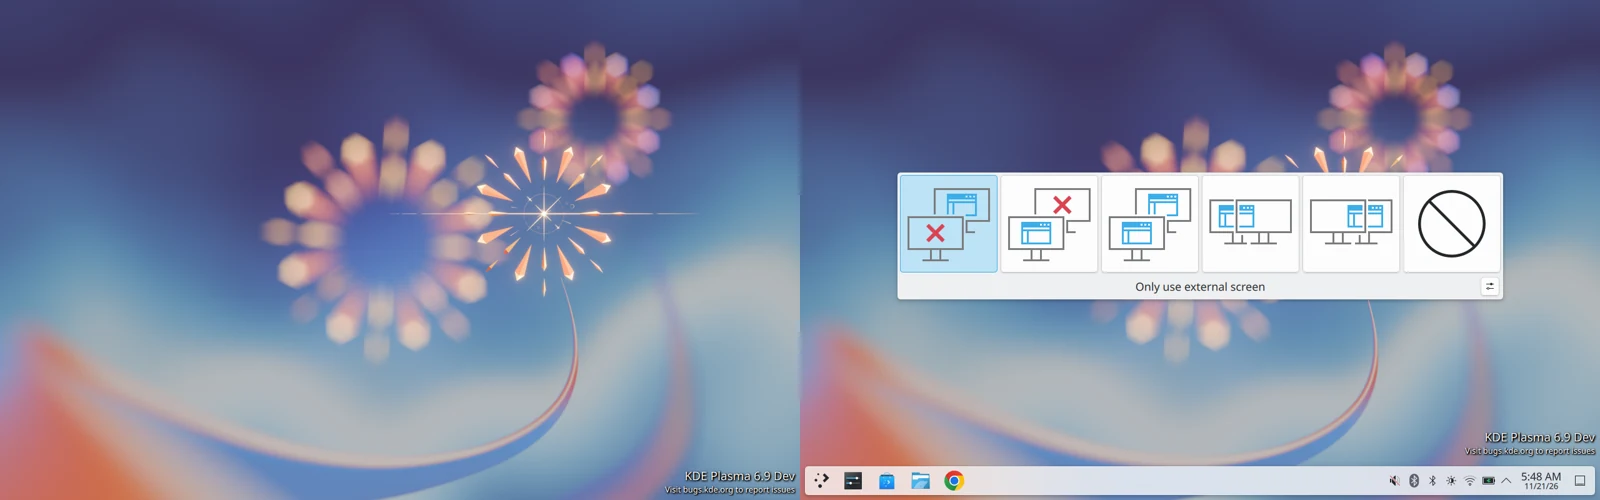 KDE Plasma 6.9 Dev
Visit bugs.kde.org to report issues
Only use external screen
KDE Plasma 6.9 Dev
Visit bugs.kde.org to report issues
5:48 AM
11/21/26